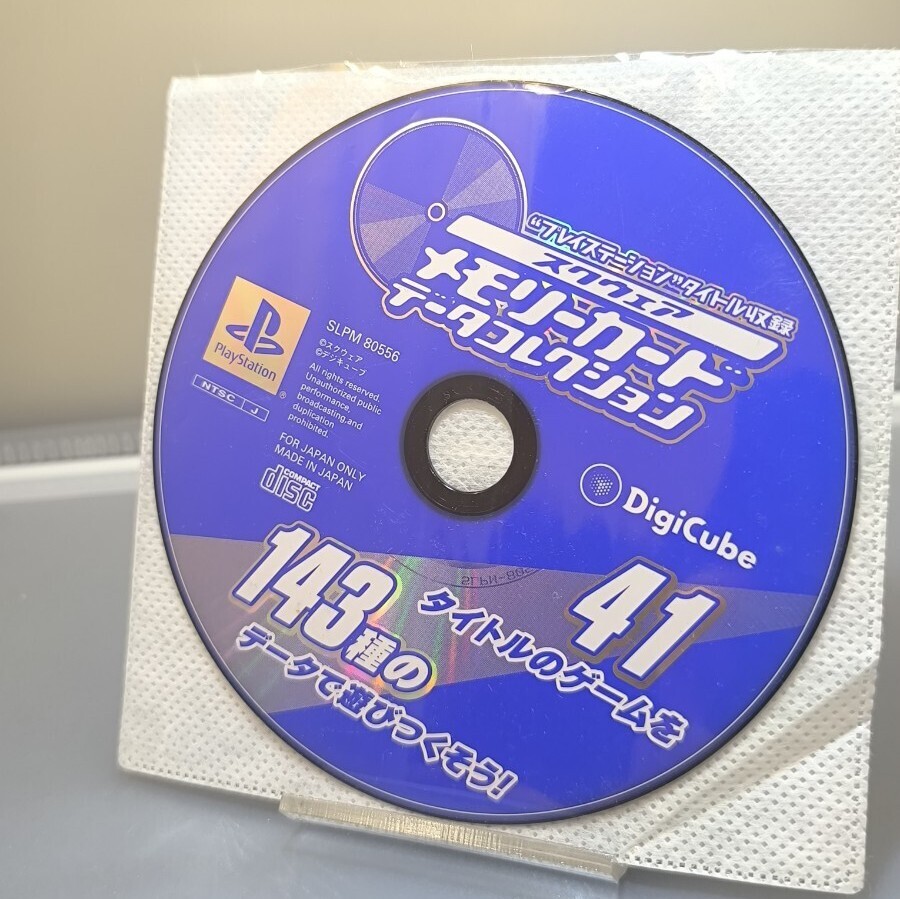 “プレイステーション”タイトル収録
スクウェア
メモリーカード
データコレクション
PlayStation
®
NTSC J
SLPM 80556
©スクウェア
©デジキューブ
All rights reserved.
Unauthorized public
performance,
broadcasting,and
duplication
prohibited.
FOR JAPAN ONLY
MADE IN JAPAN
COMPACT
disc
DigiCube
41
タイトルのゲームを
143種の
データで遊びつくそう!